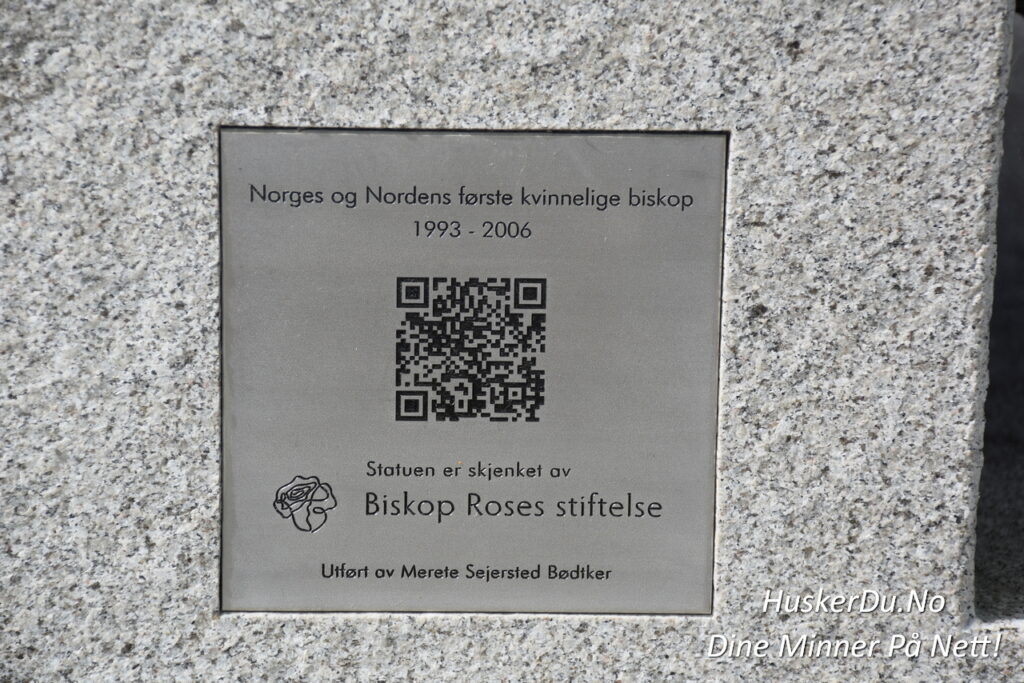 Norges og Nordens første kvinnelige biskop
1993 - 2006
Statuen er skjenket av
Biskop Roses stiftelse
Utført av Merete Sejersted Bødtker
HuskerDu.No
Dine Minner På Nett!